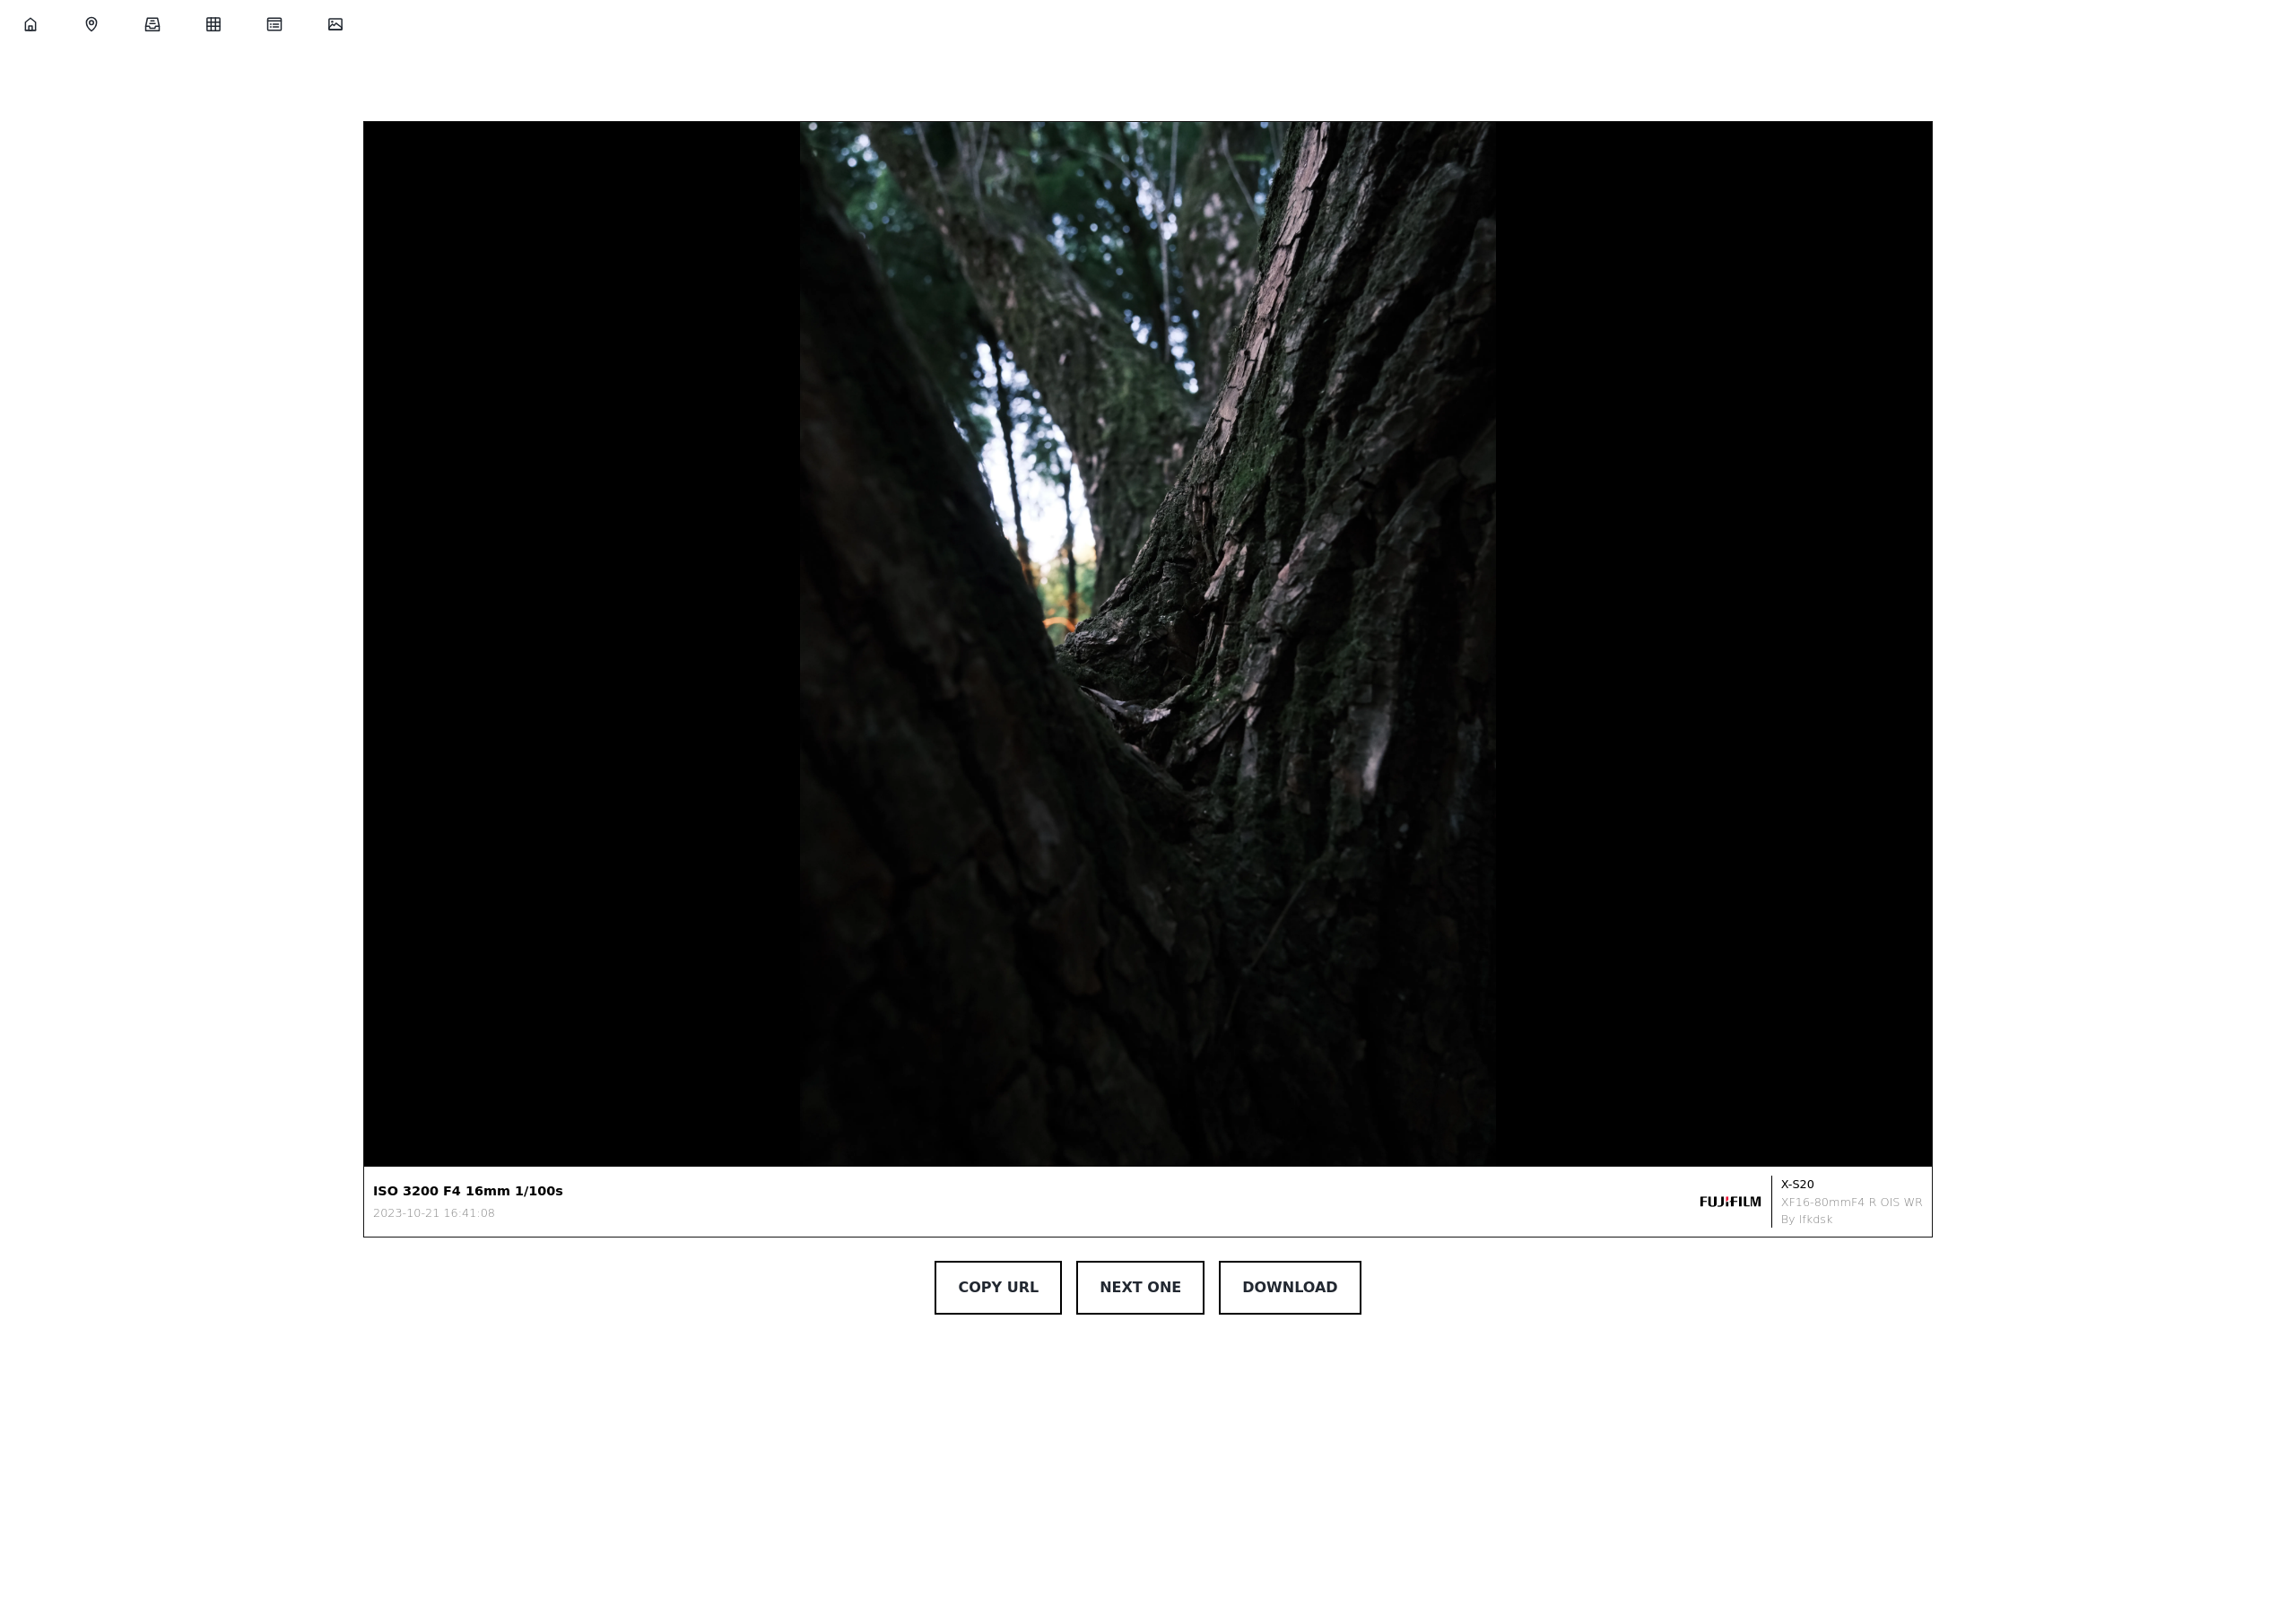 ISO 3200 F4 16mm 1/100s
2023-10-21 16:41:08
FUJIFILM
X-S20
XF16-80mmF4 R OIS WR
By lfkdsk
COPY URL
NEXT ONE
DOWNLOAD